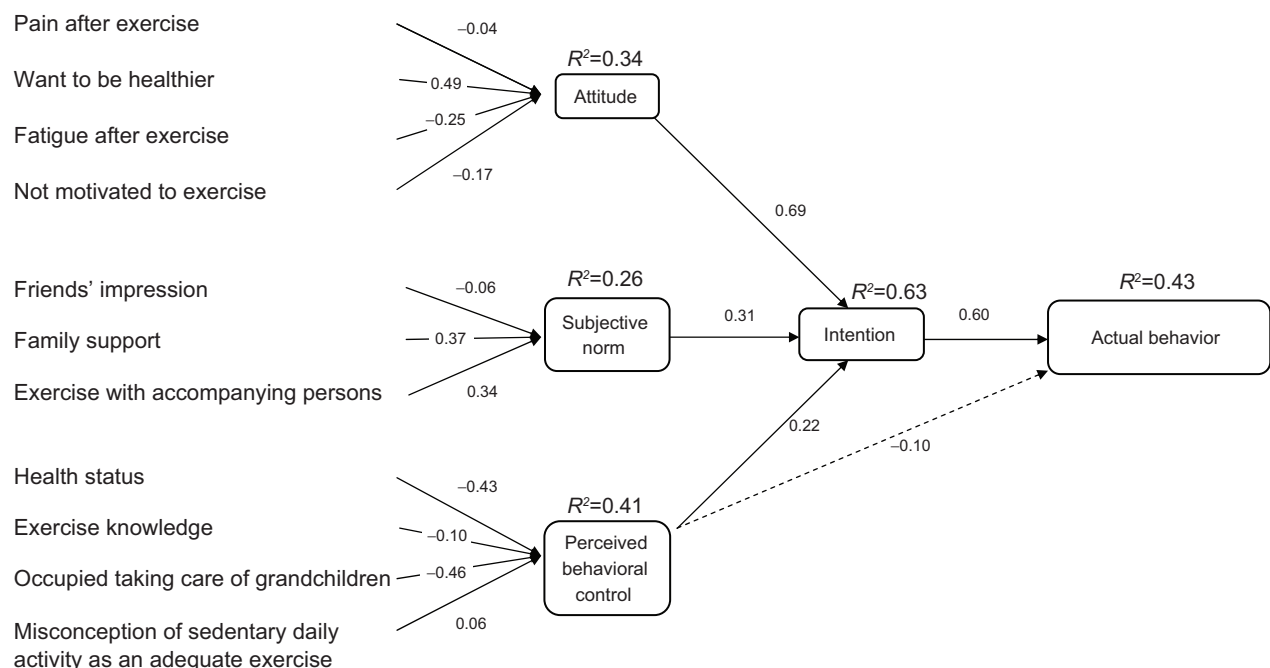 Pain after exercise
−0.04
R²=0.34
Want to be healthier
0.49
Attitude
−0.25
Fatigue after exercise
−0.17
Not motivated to exercise
0.69
Friends’ impression
−0.06
R²=0.26
R²=0.63
R²=0.43
Family support
0.37
Subjective
norm
0.31
Intention
0.60
Actual behavior
Exercise with accompanying persons
0.34
0.22
−0.10
Health status
−0.43
R²=0.41
Exercise knowledge
−0.10
Perceived
behavioral
control
Occupied taking care of grandchildren
−0.46
0.06
Misconception of sedentary daily
activity as an adequate exercise